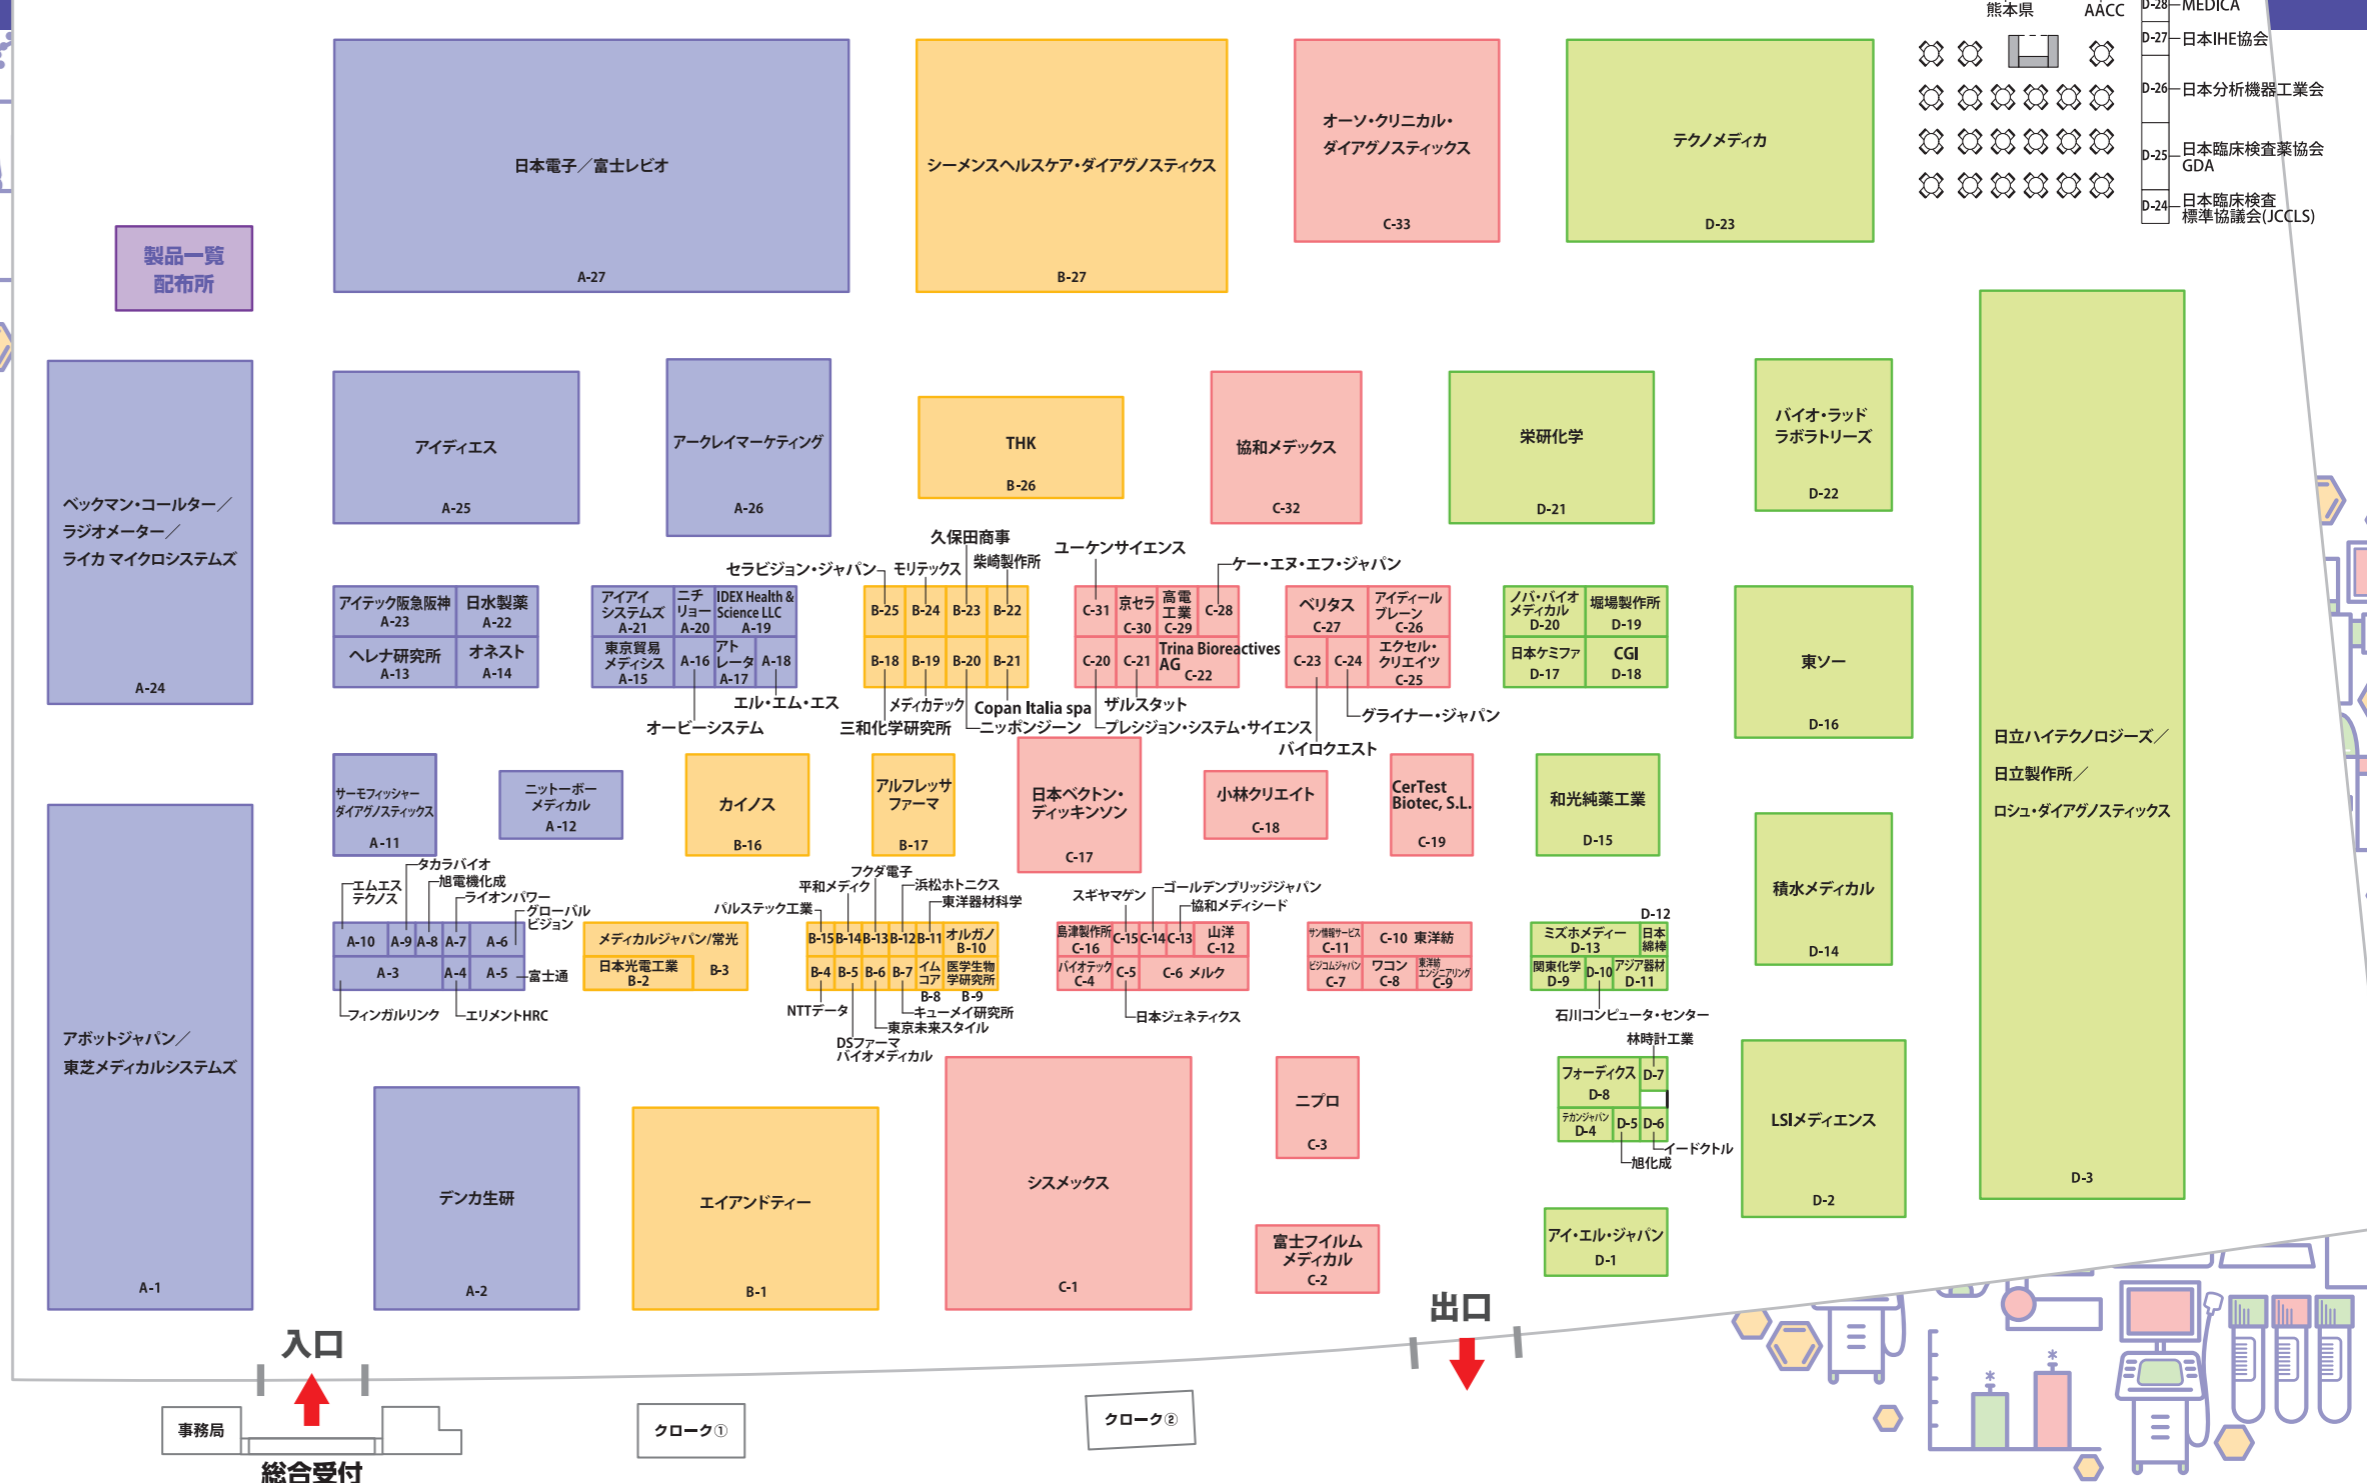 熊本県
AACC
D-28 MEDICA
D-27 日本IHE協会
D-26 日本分析機器工業会
D-25 日本臨床検査薬協会
GDA
D-24 日本臨床検査
標準協議会(JCCLS)
日本電子／富士レビオ
A-27
シーメンスヘルスケア・ダイアグノスティクス
B-27
オーソ・クリニカル・
ダイアグノスティックス
C-33
テクノメディカ
D-23
製品一覧
配布所
ベックマン・コールター／
ラジオメーター／
ライカ マイクロシステムズ
A-24
アイディエス
A-25
アークレイマーケティング
A-26
THK
B-26
協和メデックス
C-32
栄研化学
D-21
バイオ・ラッド
ラボラトリーズ
D-22
日立ハイテクノロジーズ／
日立製作所／
ロシュ・ダイアグノスティックス
D-3
アイテック阪急阪神
A-23
日水製薬
A-22
ヘレナ研究所
A-13
オネスト
A-14
アイアイ
システムズ
A-21
ニチ
リョー
A-20
IDEX Health &
Science LLC
A-19
東京貿易
メディシス
A-15
A-16
アト
レータ
A-17
A-18
エル・エム・エス
オーピーシステム
セラビジョン・ジャパン
モリテックス
久保田商事
柴崎製作所
B-25
B-24
B-23
B-22
B-18
B-19
B-20
B-21
メディカテック
三和化学研究所
Copan Italia spa
ニッポンジーン
ユーケンサイエンス
ケー・エヌ・エフ・ジャパン
C-31
京セラ
C-30
高電
工業
C-29
C-28
C-20
C-21
Trina Bioreactives
AG
C-22
ザルスタット
プレシジョン・システム・サイエンス
ベリタス
C-27
アイディール
ブレーン
C-26
C-23
C-24
エクセル・
クリエイツ
C-25
グライナー・ジャパン
バイロクエスト
ノバ・バイオ
メディカル
D-20
堀場製作所
D-19
日本ケミファ
D-17
CGI
D-18
東ソー
D-16
サーモフィッシャー
ダイアグノスティックス
A-11
ニットーボー
メディカル
A-12
カイノス
B-16
アルフレッサ
ファーマ
B-17
日本ベクトン・
ディッキンソン
C-17
小林クリエイト
C-18
CerTest
Biotec, S.L.
C-19
和光純薬工業
D-15
積水メディカル
D-14
アボットジャパン／
東芝メディカルシステムズ
A-1
エムエス
テクノス
タカラバイオ
旭電機化成
ライオンパワー
グローバル
ビジョン
A-10
A-9
A-8
A-7
A-6
A-3
A-4
A-5
富士通
フィンガルリンク
エリメントHRC
メディカルジャパン/常光
日本光電工業
B-2
B-3
パルステック工業
平和メディク
フクダ電子
浜松ホトニクス
東洋器材科学
B-15
B-14
B-13
B-12
B-11
オルガノ
B-10
B-4
B-5
B-6
B-7
イム
コア
B-8
医学生物
学研究所
B-9
NTTデータ
DSファーマ
バイオメディカル
東京未来スタイル
キューメイ研究所
スギヤマゲン
ゴールデンブリッジジャパン
協和メディシード
島津製作所
C-16
C-15
C-14
C-13
山洋
C-12
バイオテック
C-4
C-5
C-6 メルク
日本ジェネティクス
サン情報サービス
C-11
C-10 東洋紡
ビジコムジャパン
C-7
ワコン
C-8
東洋紡
エンジニアリング
C-9
D-12
ミズホメディー
D-13
日本
綿棒
関東化学
D-9
D-10
アジア器材
D-11
石川コンピュータ・センター
林時計工業
フォーディクス
D-8
D-7
テカンジャパン
D-4
D-5
D-6
イードクトル
旭化成
LSIメディエンス
D-2
デンカ生研
A-2
エイアンドティー
B-1
シスメックス
C-1
ニプロ
C-3
富士フイルム
メディカル
C-2
アイ・エル・ジャパン
D-1
入口
出口
事務局
総合受付
クローク①
クローク②